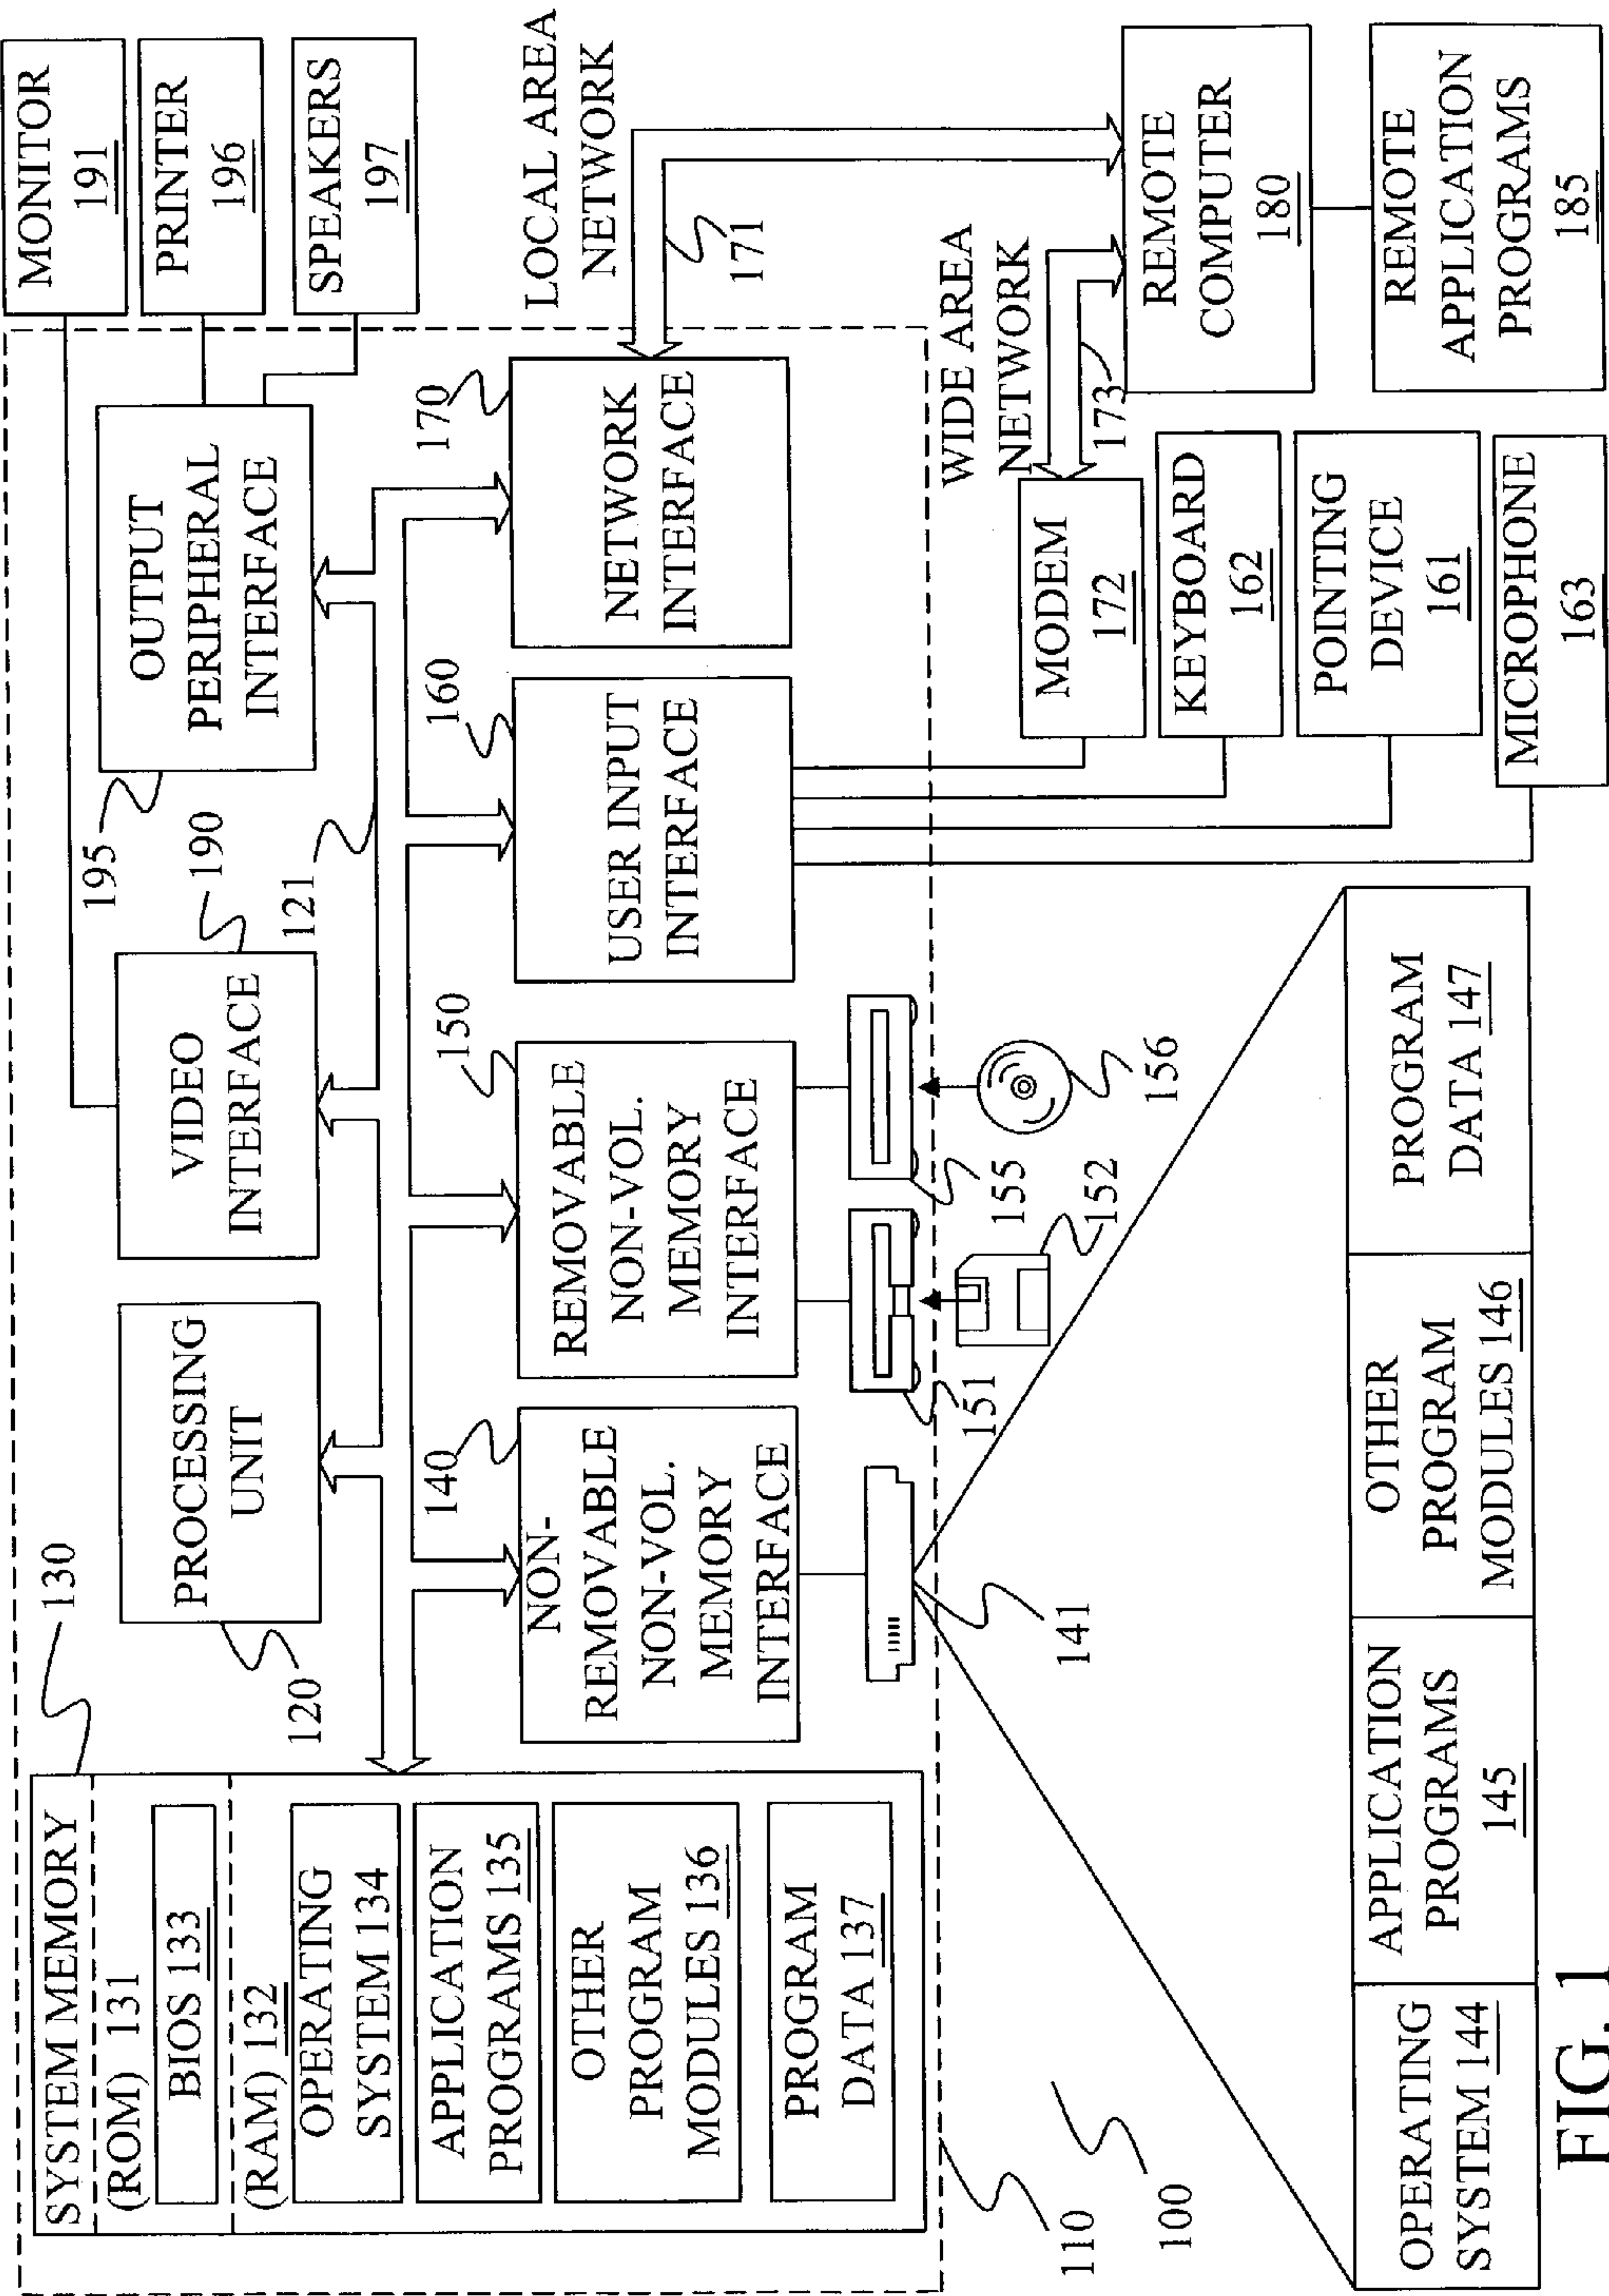 SYSTEM MEMORY
(ROM) 131
BIOS 133
(RAM) 132
OPERATING
SYSTEM 134
APPLICATION
PROGRAMS 135
OTHER
PROGRAM
MODULES 136
PROGRAM
DATA 137
130
PROCESSING
UNIT
120
VIDEO
INTERFACE
190
121
OUTPUT
PERIPHERAL
INTERFACE
195
MONITOR
191
PRINTER
196
SPEAKERS
197
NON-
REMOVABLE
NON-VOL.
MEMORY
INTERFACE
140
REMOVABLE
NON-VOL.
MEMORY
INTERFACE
150
USER INPUT
INTERFACE
160
NETWORK
INTERFACE
170
LOCAL AREA
NETWORK
171
141
151
152
155
156
WIDE AREA
NETWORK
173
MODEM
172
KEYBOARD
162
POINTING
DEVICE
161
MICROPHONE
163
REMOTE
COMPUTER
180
REMOTE
APPLICATION
PROGRAMS
185
110
100
OPERATING
SYSTEM 144
APPLICATION
PROGRAMS
145
OTHER
PROGRAM
MODULES 146
PROGRAM
DATA 147
FIG. 1